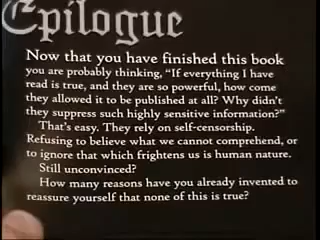 Epilogue
Now that you have finished this book
you are probably thinking, “If everything I have
read is true, and they are so powerful, how come
they allowed it to be published at all? Why didn't
they suppress such highly sensitive information?”
That's easy. They rely on self-censorship.
Refusing to believe what we cannot comprehend, or
to ignore that which frightens us is human nature.
Still unconvinced?
How many reasons have you already invented to
reassure yourself that none of this is true?